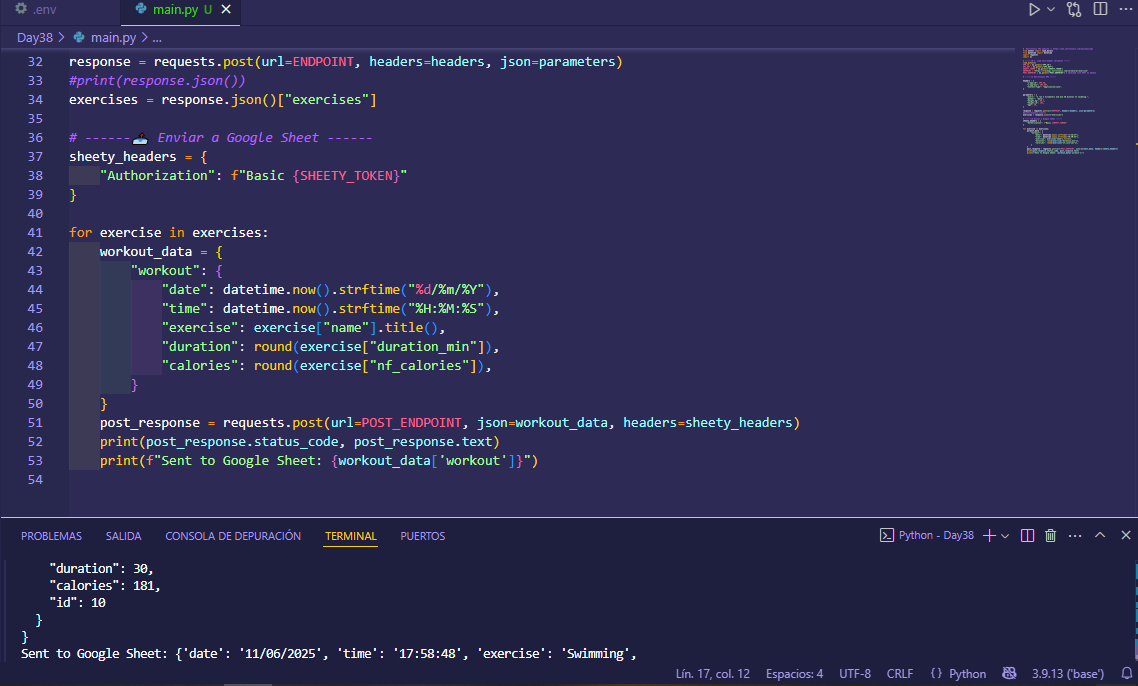 .env
main.py U
Day38 > main.py > ...
32 response = requests.post(url=ENDPOINT, headers=headers, json=parameters)
33 #print(response.json())
34 exercises = response.json()["exercises"]
35
36 # ------📤 Enviar a Google Sheet ------
37 sheety_headers = {
38     "Authorization": f"Basic {SHEETY_TOKEN}"
39 }
40
41 for exercise in exercises:
42     workout_data = {
43         "workout": {
44             "date": datetime.now().strftime("%d/%m/%Y"),
45             "time": datetime.now().strftime("%H:%M:%S"),
46             "exercise": exercise["name"].title(),
47             "duration": round(exercise["duration_min"]),
48             "calories": round(exercise["nf_calories"]),
49         }
50     }
51     post_response = requests.post(url=POST_ENDPOINT, json=workout_data, headers=sheety_headers)
52     print(post_response.status_code, post_response.text)
53     print(f"Sent to Google Sheet: {workout_data['workout']}")
54
PROBLEMAS SALIDA CONSOLA DE DEPURACIÓN TERMINAL PUERTOS Python - Day38
    "duration": 30,
    "calories": 181,
    "id": 10
  }
}
Sent to Google Sheet: {'date': '11/06/2025', 'time': '17:58:48', 'exercise': 'Swimming',
Lín. 17, col. 12 Espacios: 4 UTF-8 CRLF {} Python 3.9.13 ('base')